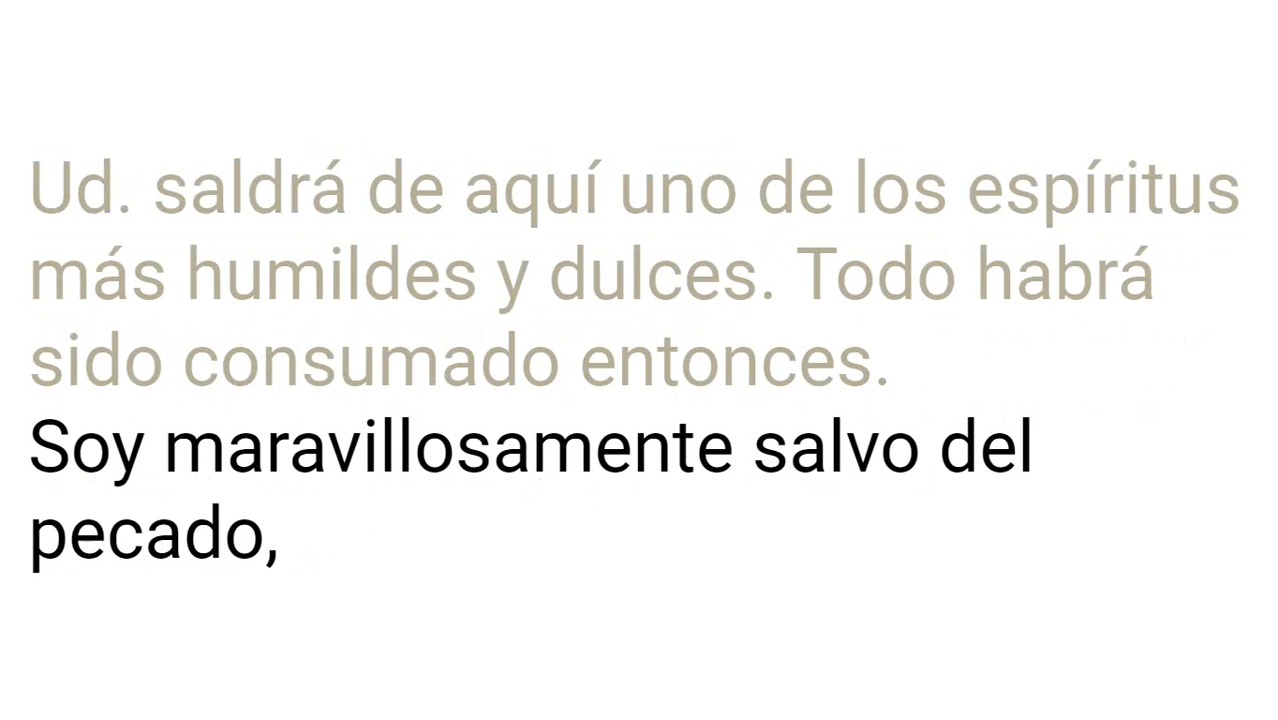 Ud. saldrá de aquí uno de los espíritus
más humildes y dulces. Todo habrá
sido consumado entonces.
Soy maravillosamente salvo del
pecado,